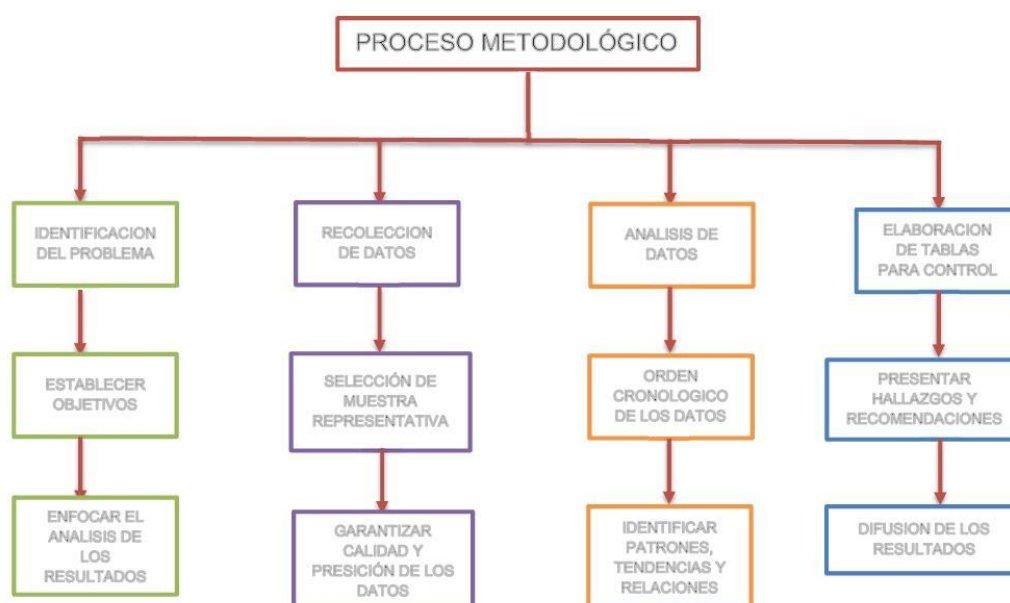 PROCESO METODOLÓGICO
IDENTIFICACION
DEL PROBLEMA
RECOLECCION
DE DATOS
ANALISIS DE
DATOS
ELABORACION
DE TABLAS
PARA CONTROL
ESTABLECER
OBJETIVOS
SELECCIÓN DE
MUESTRA
REPRESENTATIVA
ORDEN
CRONOLOGICO
DE LOS DATOS
PRESENTAR
HALLAZGOS Y
RECOMENDACIONES
ENFOCAR EL
ANALISIS DE
LOS
RESULTADOS
GARANTIZAR
CALIDAD Y
PRESICIÓN DE LOS
DATOS
IDENTIFICAR
PATRONES,
TENDENCIAS Y
RELACIONES
DIFUSION DE LOS
RESULTADOS